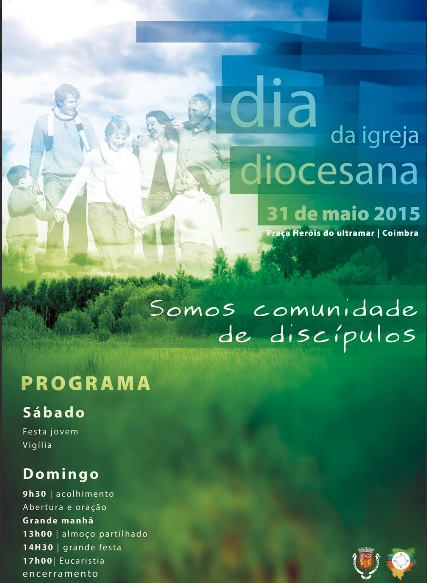 dia
da igreja
diocesana
31 de maio 2015
Praça Heróis do ultramar | Coimbra
Somos comunidade
de discípulos
PROGRAMA
Sábado
Festa jovem
Vigília
Domingo
9h30 | acolhimento
Abertura e oração
Grande manhã
13h00 | almoço partilhado
14H30 | grande festa
17h00| Eucaristia
encerramento